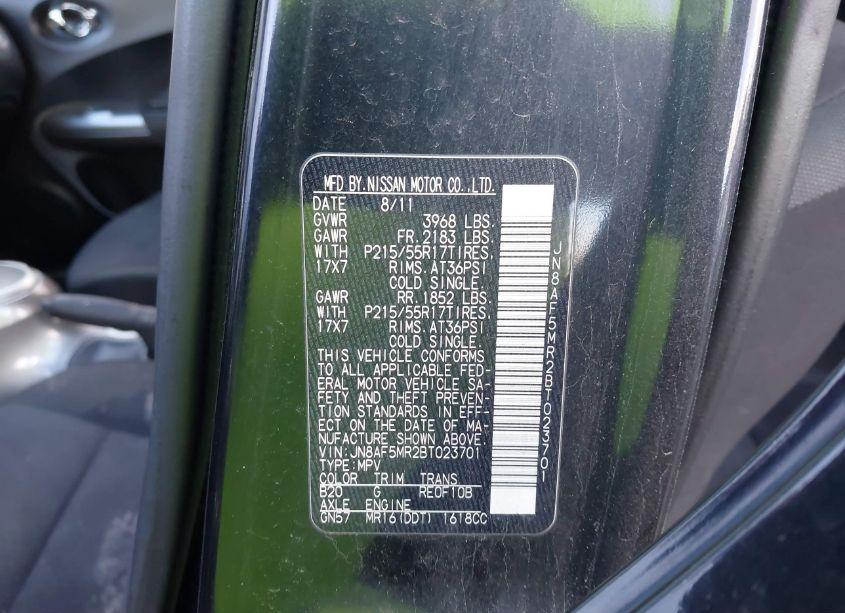 MFD BY.NISSAN MOTOR CO.,LTD.
DATE 8/11
GVWR 3968 LBS.
GAWR FR.2183 LBS.
WITH P215/55R17TIRES,
17X7 RIMS.AT36PSI
COLD SINGLE.
GAWR RR.1852 LBS.
WITH P215/55R17TIRES,
17X7 RIMS.AT36PSI
COLD SINGLE.
THIS VEHICLE CONFORMS
TO ALL APPLICABLE FED-
ERAL MOTOR VEHICLE SA-
FETY AND THEFT PREVEN-
TION STANDARDS IN EFF-
ECT ON THE DATE OF MA-
NUFACTURE SHOWN ABOVE.
VIN:JN8AF5MR2BT023701
TYPE:MPV
COLOR TRIM TRANS
B20 G RE0F10B
AXLE ENGINE
GN57 MR16(DDT) 1618CC
JN8AF5MR2BT023701